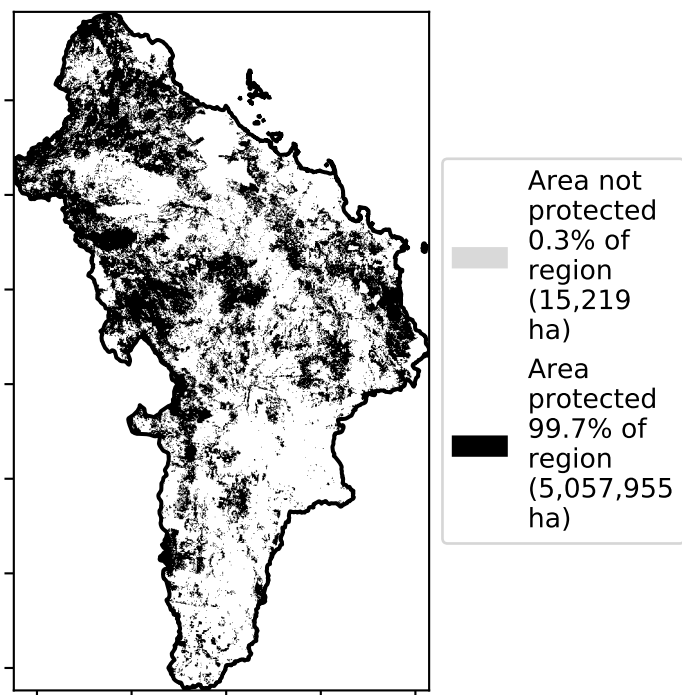 Area not
protected
0.3% of
region
(15,219
ha)
Area
protected
99.7% of
region
(5,057,955
ha)